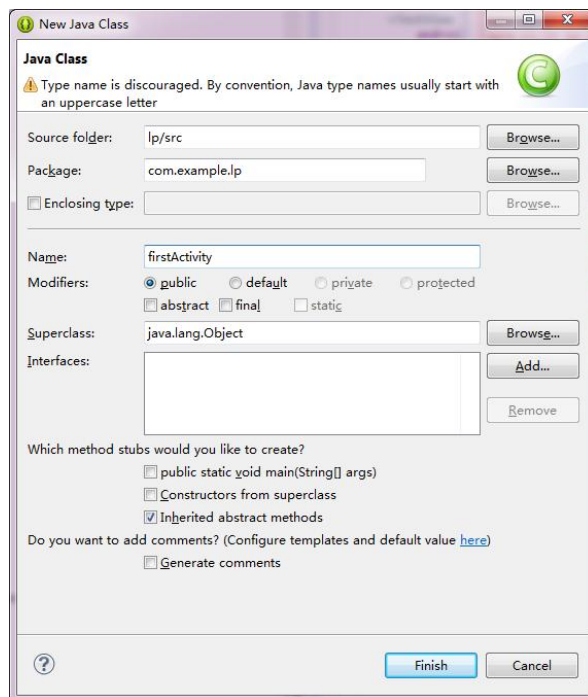 New Java Class
Java Class
Type name is discouraged. By convention, Java type names usually start with
an uppercase letter
Source folder: lp/src Browse...
Package: com.example.lp Browse...
Enclosing type: Browse...
Name: firstActivity
Modifiers: public default private protected
abstract final static
Superclass: java.lang.Object Browse...
Interfaces: Add...
Remove
Which method stubs would you like to create?
public static void main(String[] args)
Constructors from superclass
Inherited abstract methods
Do you want to add comments? (Configure templates and default value here)
Generate comments
? Finish Cancel